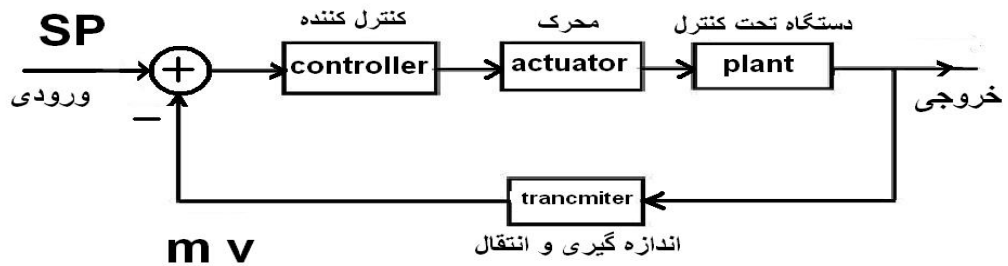 کنترل کننده
محرک
دستگاه تحت کنترل
SP
controller
actuator
plant
ورودی
خروجی
trancmiter
اندازه گیری و انتقال
m v